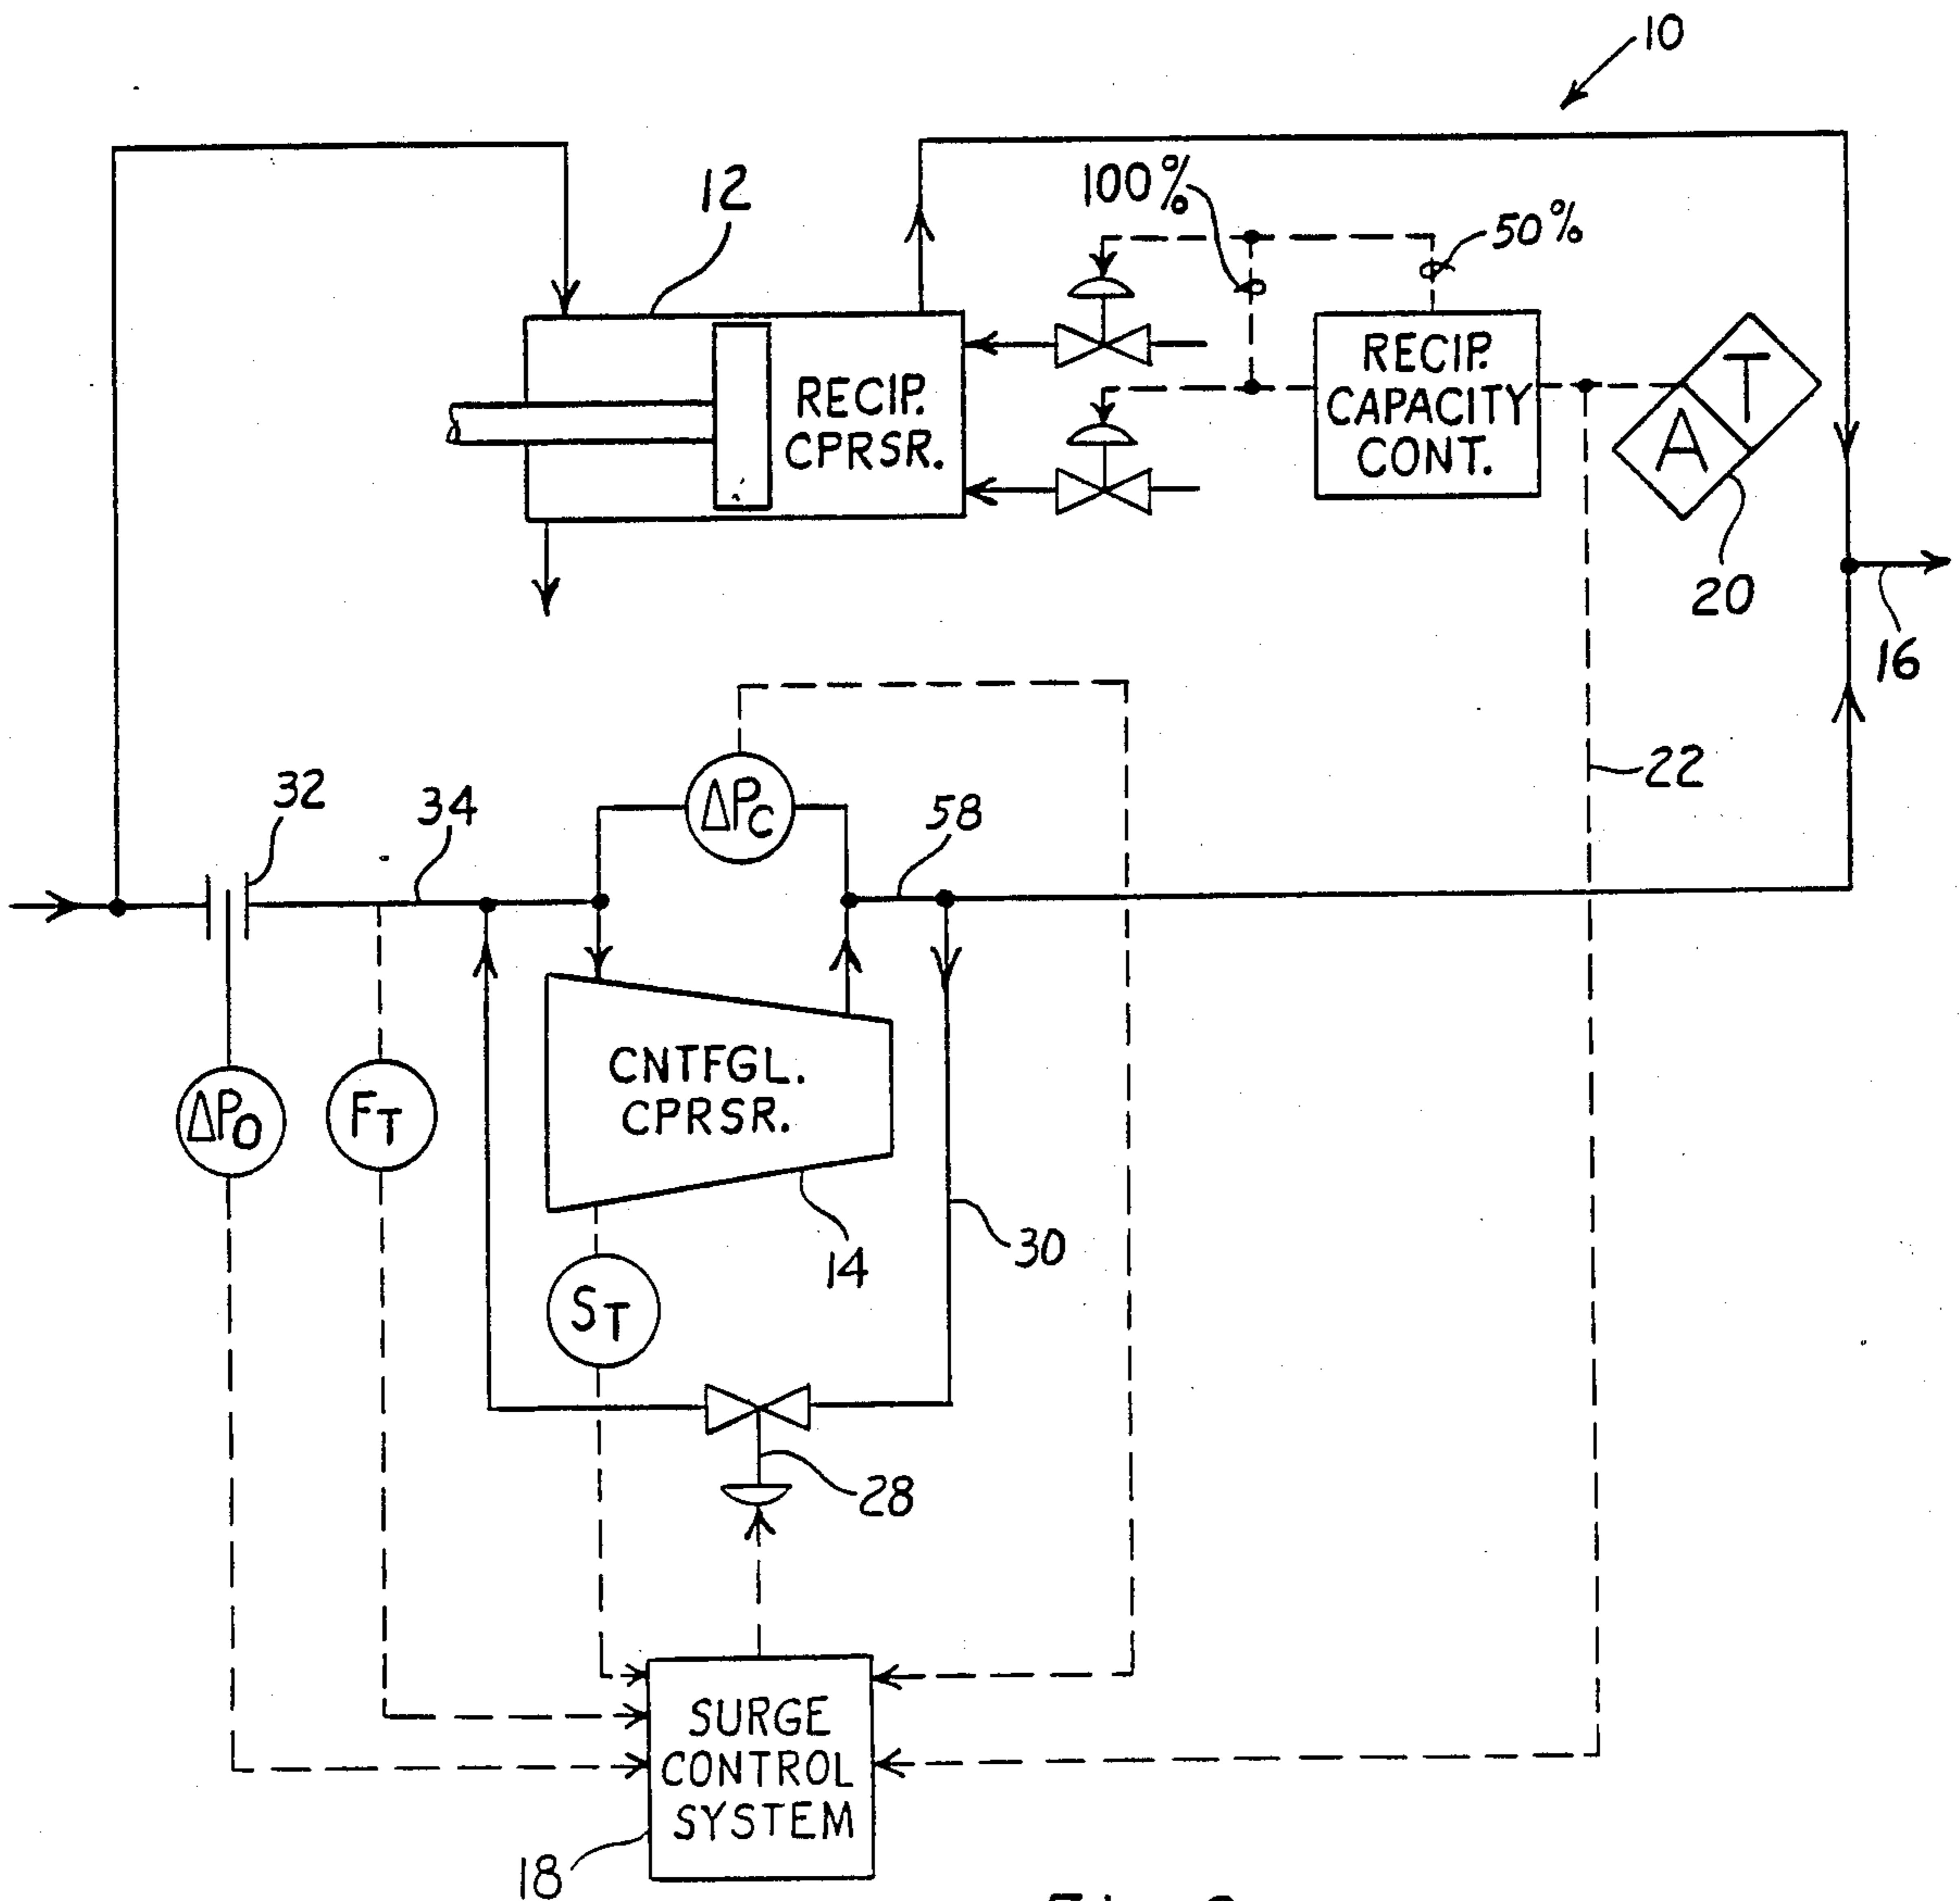 10
12
100%
50%
RECIP.
CPRSR.
RECIP.
CAPACITY
CONT.
T
A
20
16
22
32
34
ΔPC
58
ΔPO
FT
CNTFGL.
CPRSR.
14
30
ST
28
SURGE
CONTROL
SYSTEM
18